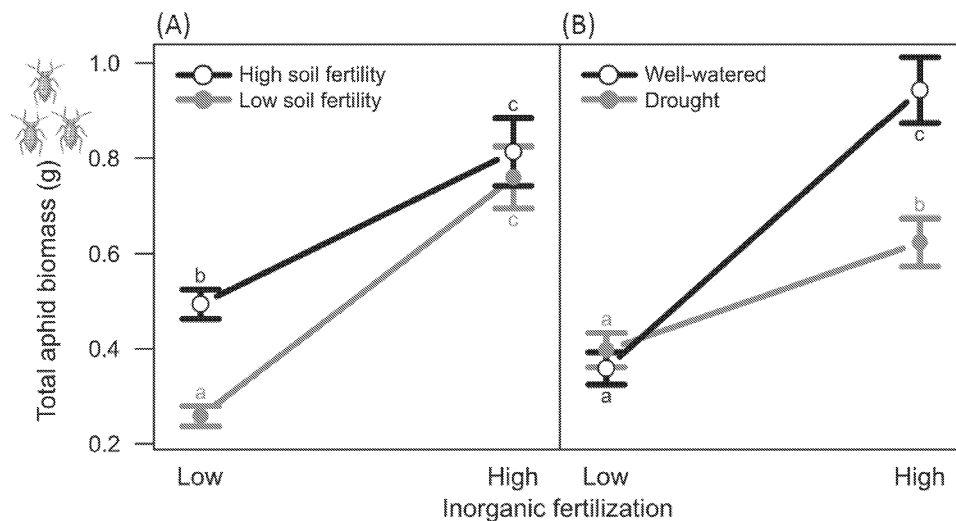 (A)
(B)
High soil fertility
Low soil fertility
Well-watered
Drought
Total aphid biomass (g)
1.0
0.8
0.6
0.4
0.2
b
a
c
c
a
a
c
b
Low
High
Low
High
Inorganic fertilization